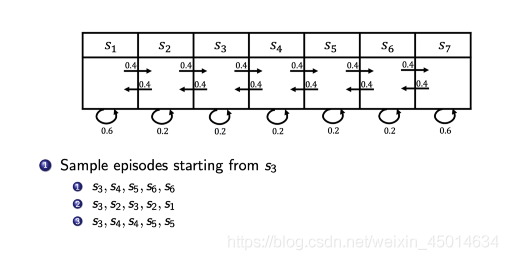 s₁ s₂ s₃ s₄ s₅ s₆ s₇
0.4 0.4 0.4 0.4 0.4 0.4
0.4 0.4 0.4 0.4 0.4 0.4
0.6 0.2 0.2 0.2 0.2 0.2 0.6
1 Sample episodes starting from s₃
1 s₃, s₄, s₅, s₆, s₆
2 s₃, s₂, s₃, s₂, s₁
3 s₃, s₄, s₄, s₅, s₅
https://blog.csdn.net/weixin_45014634